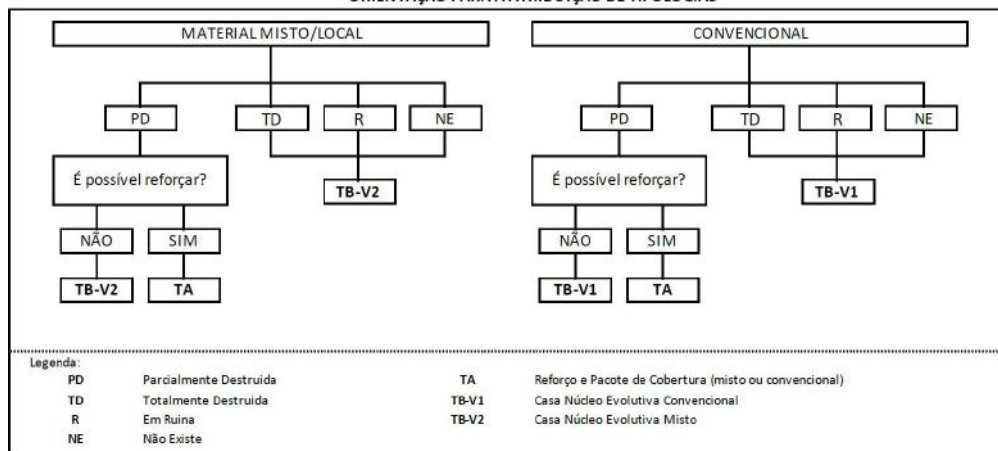 MATERIAL MISTO/LOCAL
CONVENCIONAL
PD TD R NE
PD TD R NE
É possível reforçar?
É possível reforçar?
TB-V2
TB-V1
NÃO SIM
NÃO SIM
TB-V2 TA
TB-V1 TA
Legenda:
PD Parcialmente Destruida
TA Reforço e Pacote de Cobertura (misto ou convencional)
TD Totalmente Destruida
TB-V1 Casa Núcleo Evolutiva Convencional
R Em Ruina
TB-V2 Casa Núcleo Evolutiva Misto
NE Não Existe